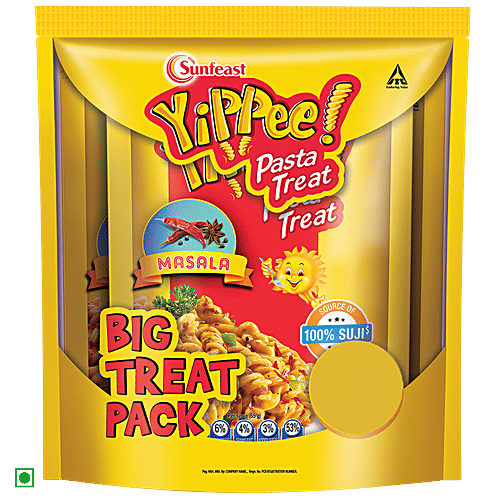 Sunfeast
YiPPee!
Pasta
Treat
Treat
MASALA
SOURCE OF
100% SUJI$
BIG
TREAT
PACK
6%
4%
3%
53%